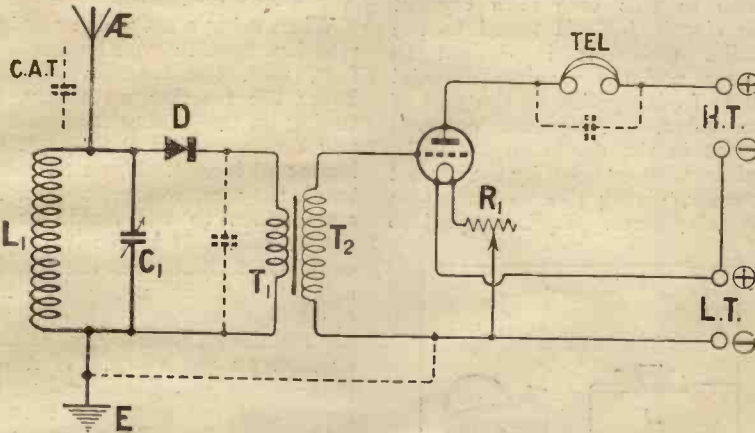 Æ
C.A.T
D
TEL
H.T.
L₁
C₁
T₁
T₂
R₁
L.T.
E